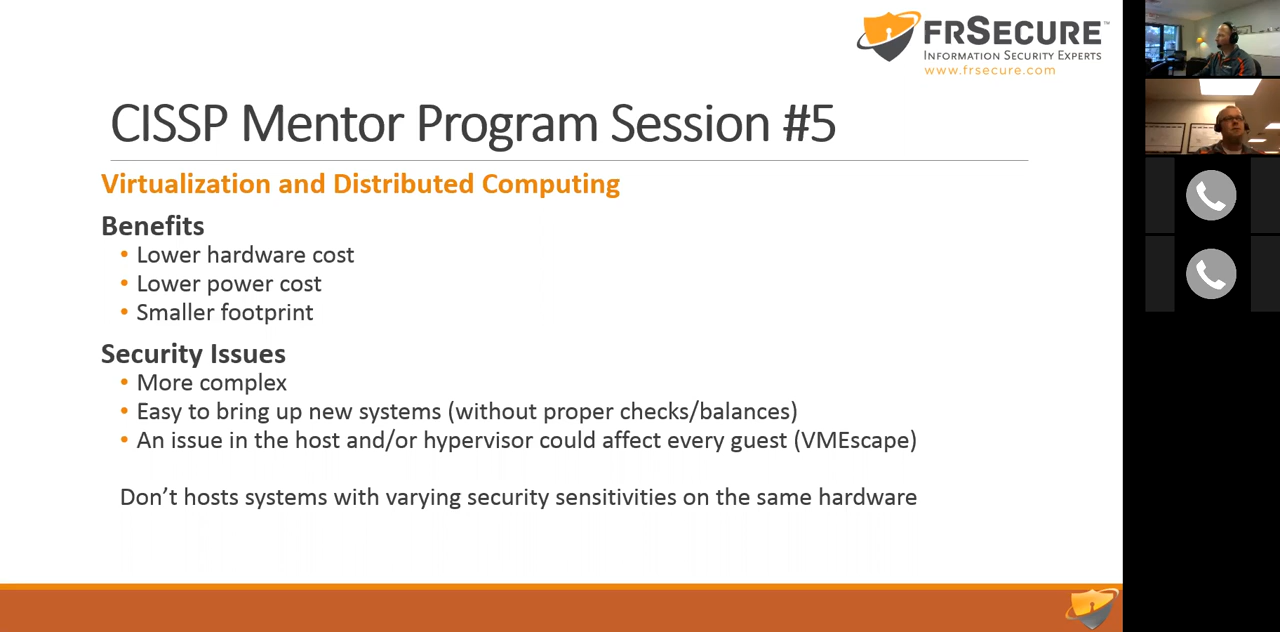 FRSECURE™
INFORMATION SECURITY EXPERTS
www.frsecure.com
CISSP Mentor Program Session #5
Virtualization and Distributed Computing
Benefits
• Lower hardware cost
• Lower power cost
• Smaller footprint
Security Issues
• More complex
• Easy to bring up new systems (without proper checks/balances)
• An issue in the host and/or hypervisor could affect every guest (VMEscape)
Don’t hosts systems with varying security sensitivities on the same hardware